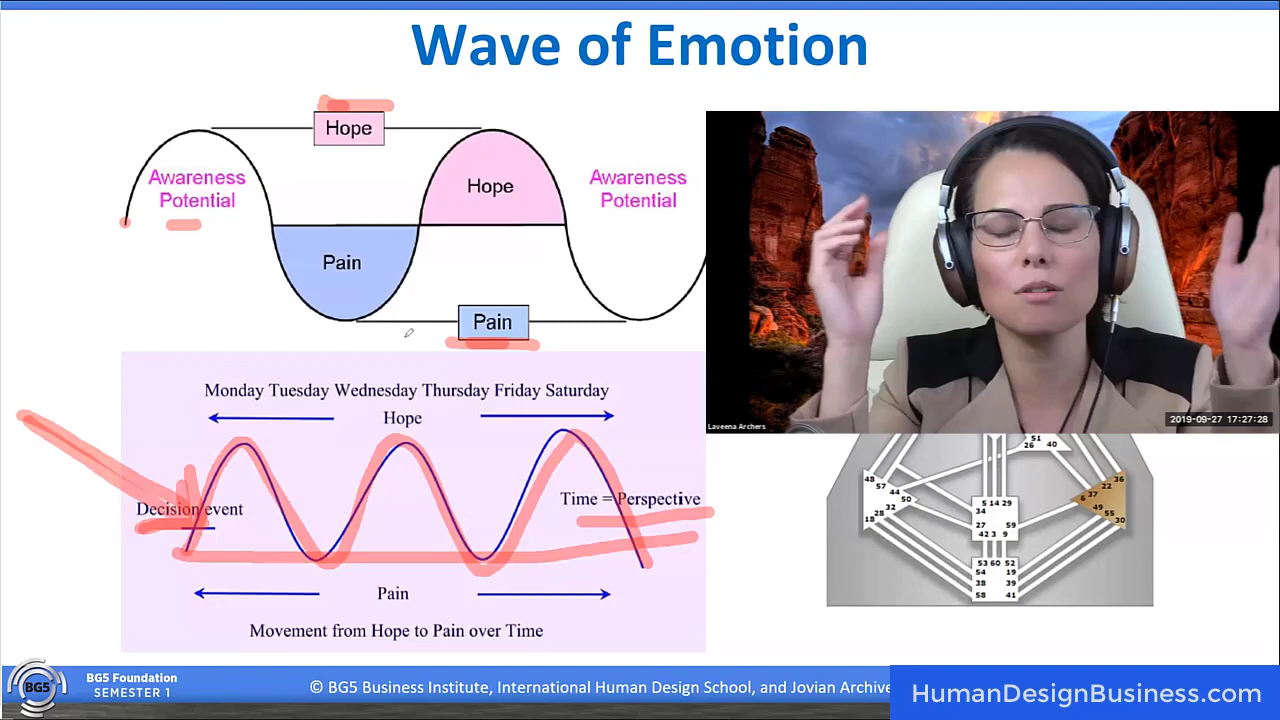 Wave of Emotion
Hope
Awareness
Potential
Hope
Awareness
Potential
Pain
Pain
Monday Tuesday Wednesday Thursday Friday Saturday
Hope
Decision event
Time = Perspective
Pain
Movement from Hope to Pain over Time
2019-09-27 17:27:28
Laveena Archers
51
26 40
48
57
44
50
28
32
18
5 14 29
34
27 59
42 3 9
36
22
37
6
49
55
30
53 60 52
54 19
38 39
58 41
BG5
BG5 Foundation
SEMESTER 1
© BG5 Business Institute, International Human Design School, and Jovian Archive
HumanDesignBusiness.com